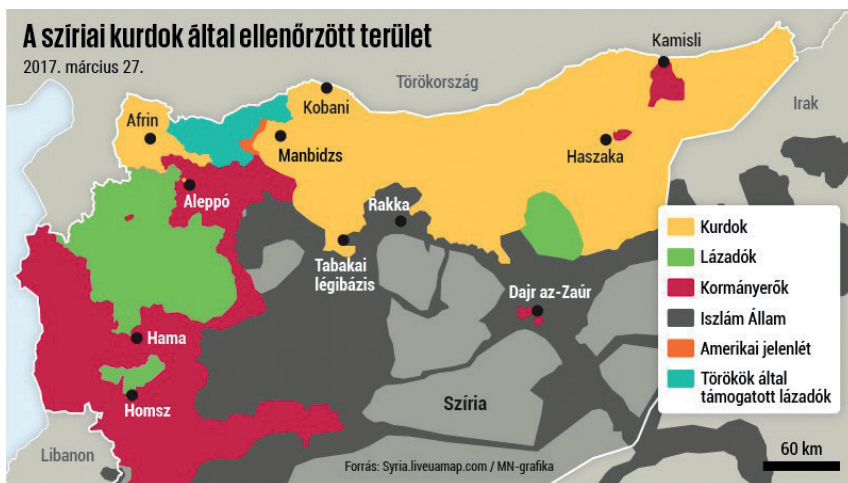 A szíriai kurdok által ellenőrzött terület
2017. március 27.
Kamisli
Törökország
Kobani
Irak
Afrin
Manbidzs
Haszaka
Aleppó
Rakka
Tabakai
légibázis
Dajr az-Zaúr
Hama
Homsz
Szíria
Libanon
Kurdok
Lázadók
Kormányerők
Iszlám Állam
Amerikai jelenlét
Törökök által
támogatott lázadók
60 km
Forrás: Syria.liveuamap.com / MN-grafika